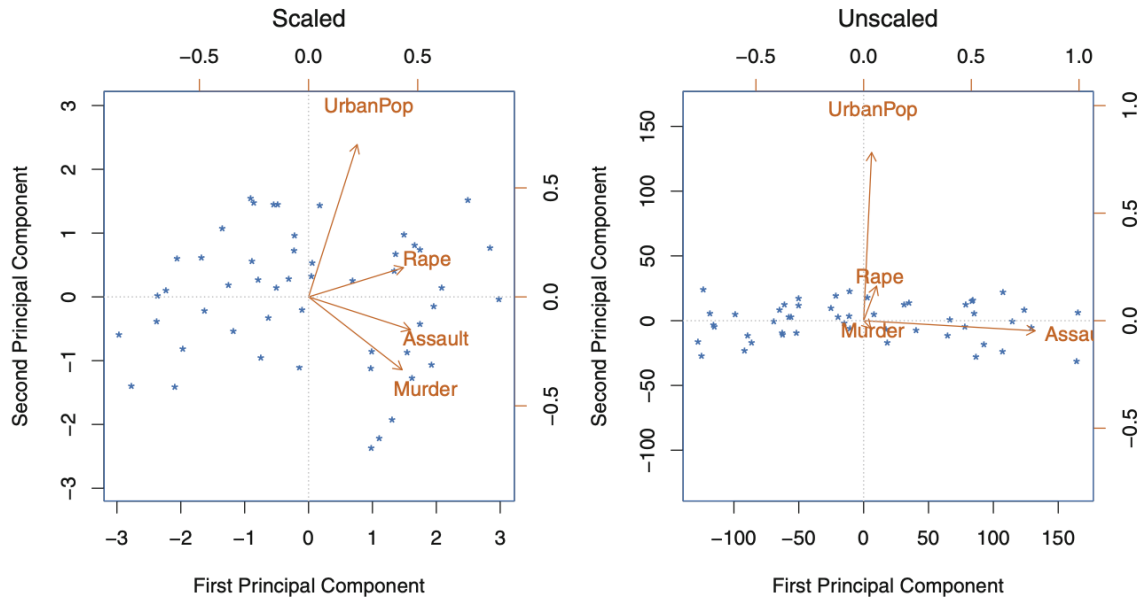 Scaled
−0.5 0.0 0.5
UrbanPop
Rape
Assault
Murder
3
2
1
0
−1
−2
−3
Second Principal Component
0.5
0.0
−0.5
−3 −2 −1 0 1 2 3
First Principal Component
Unscaled
−0.5 0.0 0.5 1.0
UrbanPop
Rape
Murder
Assau
150
100
50
0
−50
−100
Second Principal Component
1.0
0.5
0.0
−0.5
−100 −50 0 50 100 150
First Principal Component